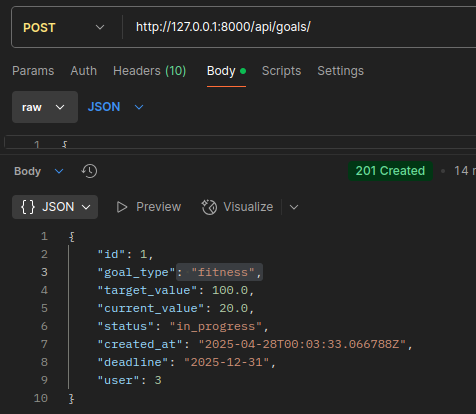 POST http://127.0.0.1:8000/api/goals/
Params Auth Headers (10) Body Scripts Settings
raw JSON
1 {
Body 201 Created 14
{} JSON Preview Visualize
1 {
2 "id": 1,
3 "goal_type": "fitness",
4 "target_value": 100.0,
5 "current_value": 20.0,
6 "status": "in_progress",
7 "created_at": "2025-04-28T00:03:33.066788Z",
8 "deadline": "2025-12-31",
9 "user": 3
10 }